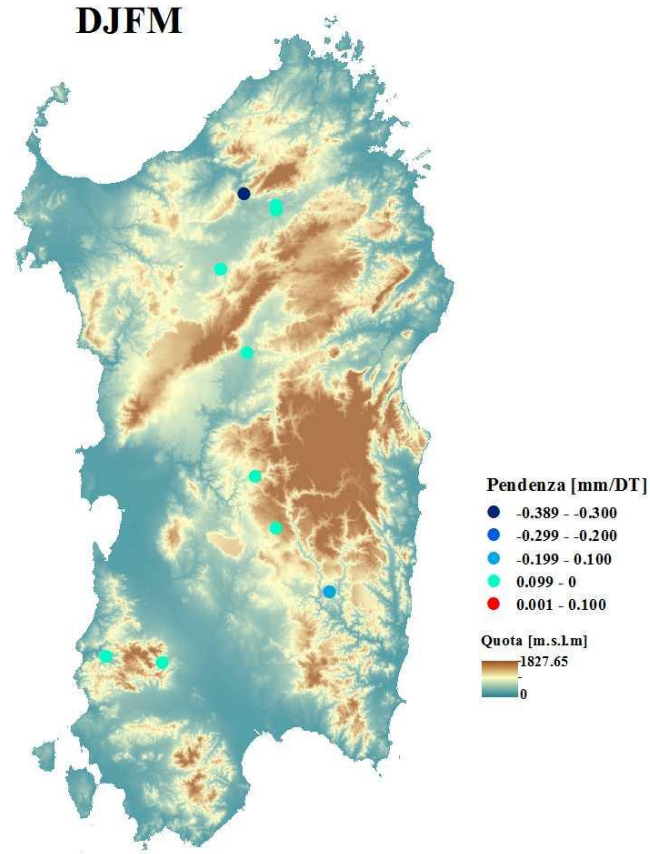 DJFM
Pendenza [mm/DT]
-0.389 - -0.300
-0.299 - -0.200
-0.199 - 0.100
0.099 - 0
0.001 - 0.100
Quota [m.s.l.m]
1827.65
-
0